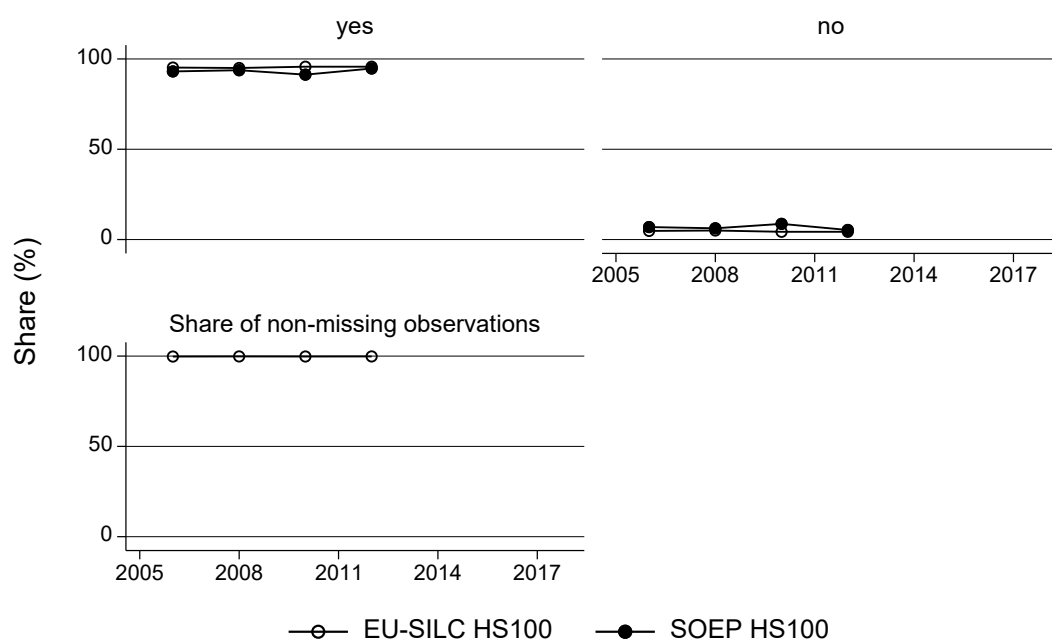 yes
no
100
50
0
2005 2008 2011 2014 2017
Share (%)
Share of non-missing observations
100
50
0
2005 2008 2011 2014 2017
EU-SILC HS100 SOEP HS100